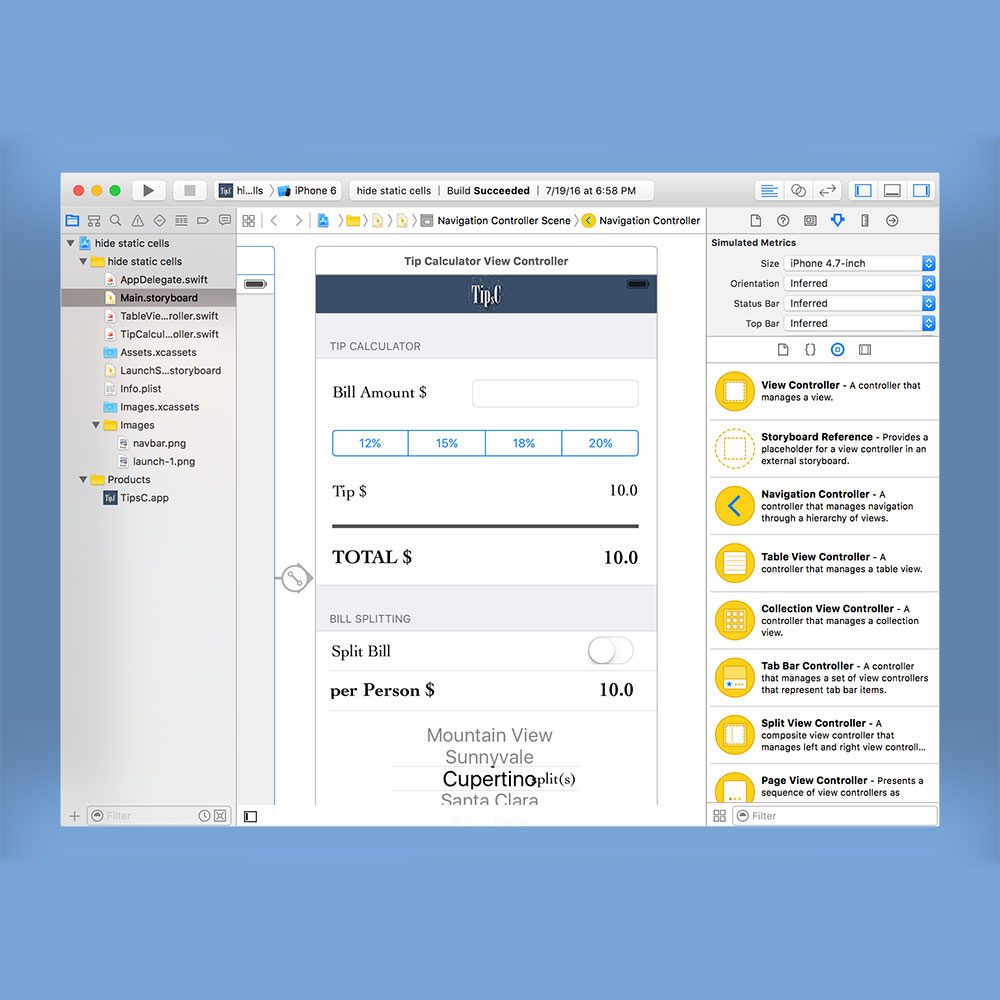 hi...lls
iPhone 6
hide static cells | Build Succeeded | 7/19/16 at 6:58 PM
Navigation Controller Scene
Navigation Controller
hide static cells
hide static cells
AppDelegate.swift
Main.storyboard
TableVie...roller.swift
TipCalcul...oller.swift
Assets.xcassets
LaunchS...storyboard
Info.plist
Images.xcassets
Images
navbar.png
launch-1.png
Products
TipsC.app
Filter
Tip Calculator View Controller
TipsC
TIP CALCULATOR
Bill Amount $
12% 15% 18% 20%
Tip $ 10.0
TOTAL $ 10.0
BILL SPLITTING
Split Bill
per Person $ 10.0
Mountain View
Sunnyvale
Cupertino split(s)
Santa Clara
San Jose
Simulated Metrics
Size iPhone 4.7-inch
Orientation Inferred
Status Bar Inferred
Top Bar Inferred
View Controller - A controller that
manages a view.
Storyboard Reference - Provides a
placeholder for a view controller in an
external storyboard.
Navigation Controller - A
controller that manages navigation
through a hierarchy of views.
Table View Controller - A
controller that manages a table view.
Collection View Controller - A
controller that manages a collection
view.
Tab Bar Controller - A controller
that manages a set of view controllers
that represent tab bar items.
Split View Controller - A
composite view controller that
manages left and right view controll...
Page View Controller - Presents a
sequence of view controllers as
Filter